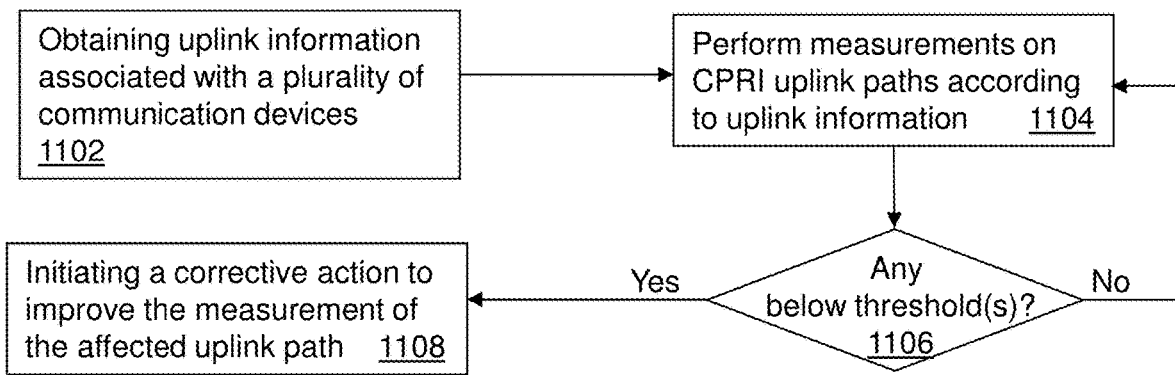 Obtaining uplink information
associated with a plurality of
communication devices
1102
Perform measurements on
CPRI uplink paths according
to uplink information 1104
Any
below threshold(s)?
1106
Yes
No
Initiating a corrective action to
improve the measurement of
the affected uplink path 1108